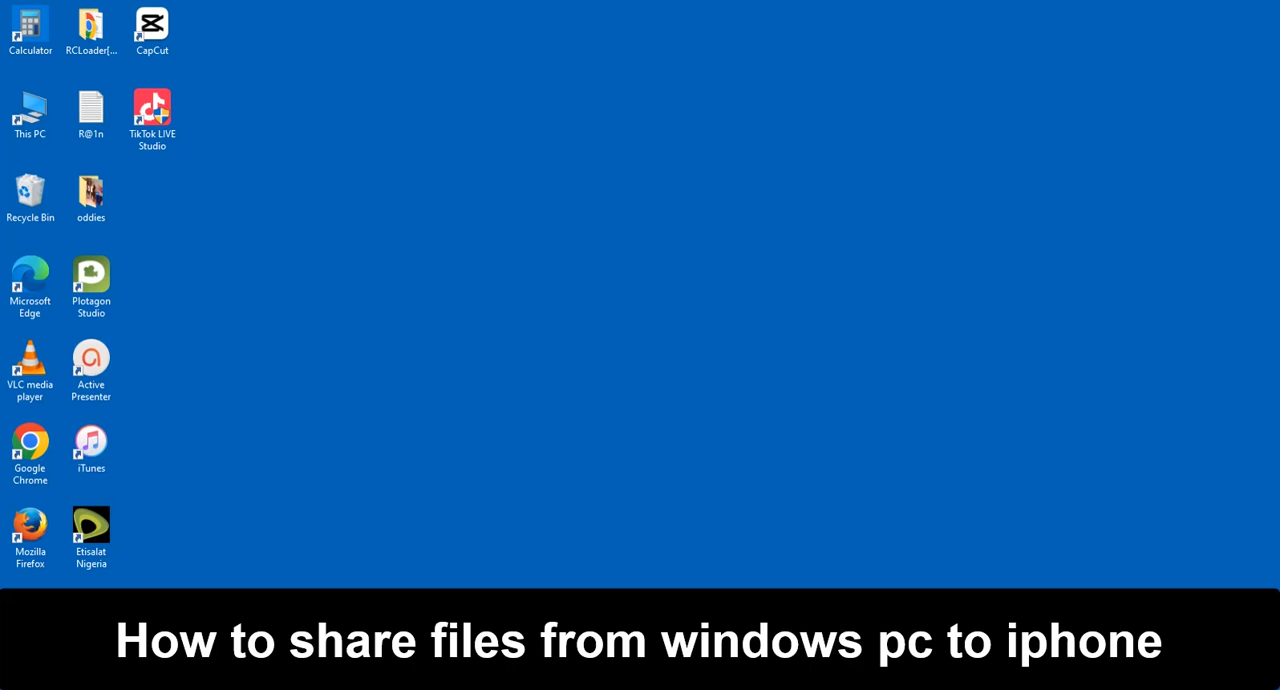 Calculator
RCLoader[...
CapCut
This PC
R@1n
TikTok LIVE
Studio
Recycle Bin
oddies
Microsoft
Edge
Plotagon
Studio
VLC media
player
Active
Presenter
Google
Chrome
iTunes
Mozilla
Firefox
Etisalat
Nigeria
How to share files from windows pc to iphone